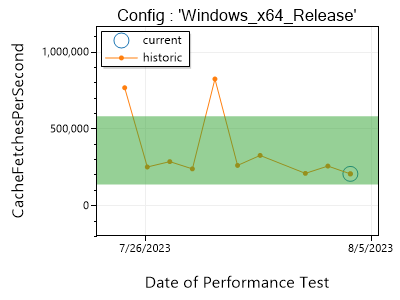 Config : 'Windows_x64_Release'
current
historic
1,000,000
500,000
0
CacheFetchesPerSecond
7/26/2023
8/5/2023
Date of Performance Test